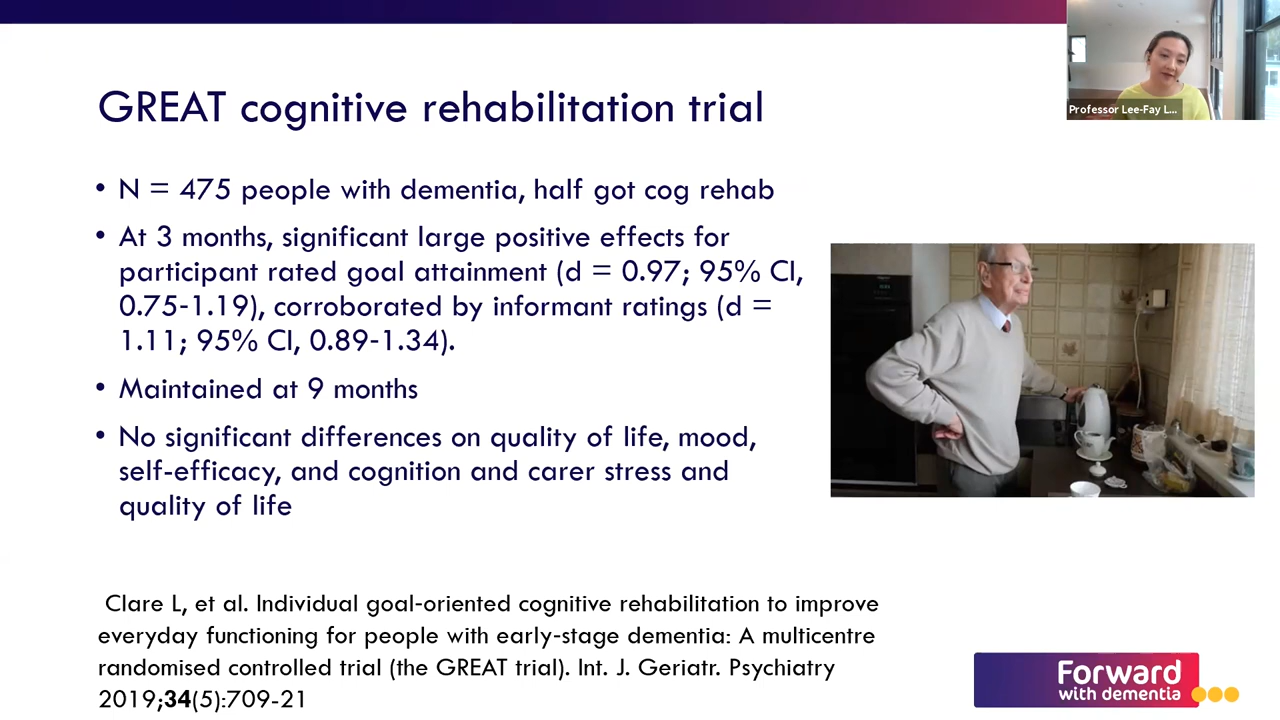 Professor Lee-Fay L...
GREAT cognitive rehabilitation trial
• N = 475 people with dementia, half got cog rehab
• At 3 months, significant large positive effects for
participant rated goal attainment (d = 0.97; 95% CI,
0.75-1.19), corroborated by informant ratings (d =
1.11; 95% CI, 0.89-1.34).
• Maintained at 9 months
• No significant differences on quality of life, mood,
self-efficacy, and cognition and carer stress and
quality of life
Clare L, et al. Individual goal-oriented cognitive rehabilitation to improve
everyday functioning for people with early-stage dementia: A multicentre
randomised controlled trial (the GREAT trial). Int. J. Geriatr. Psychiatry
2019;34(5):709-21
Forward
with dementia